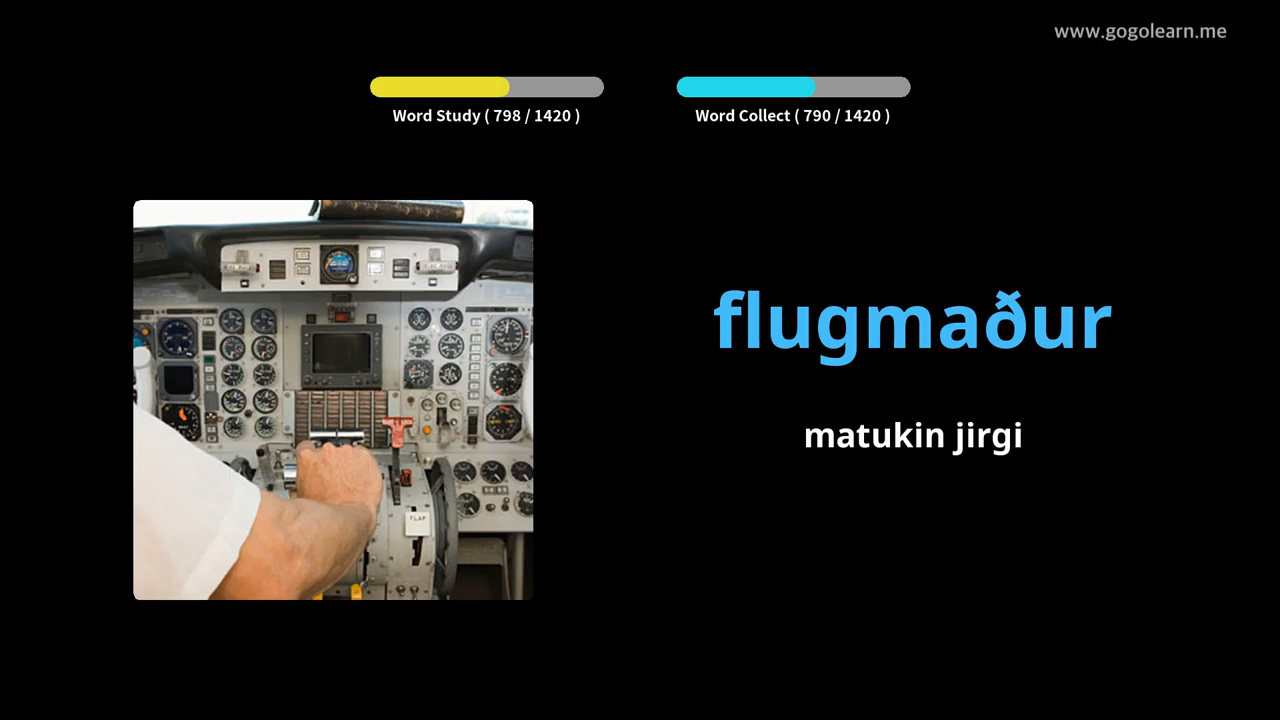 www.gogolearn.me
Word Study ( 798 / 1420 )
Word Collect ( 790 / 1420 )
flugmaður
matukin jirgi
FLAP